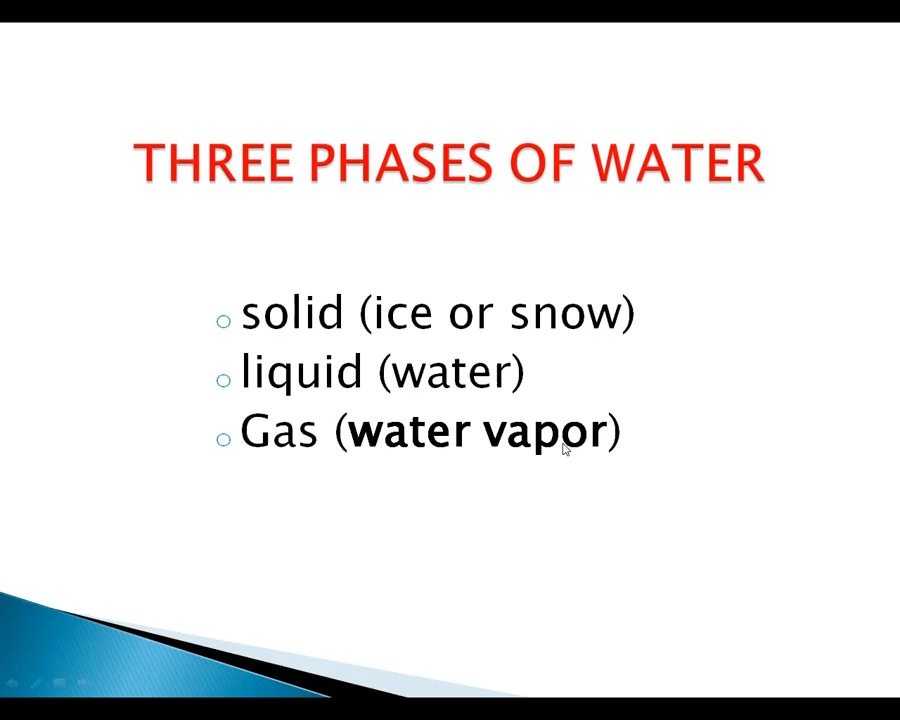 THREE PHASES OF WATER
solid (ice or snow)
liquid (water)
Gas (water vapor)